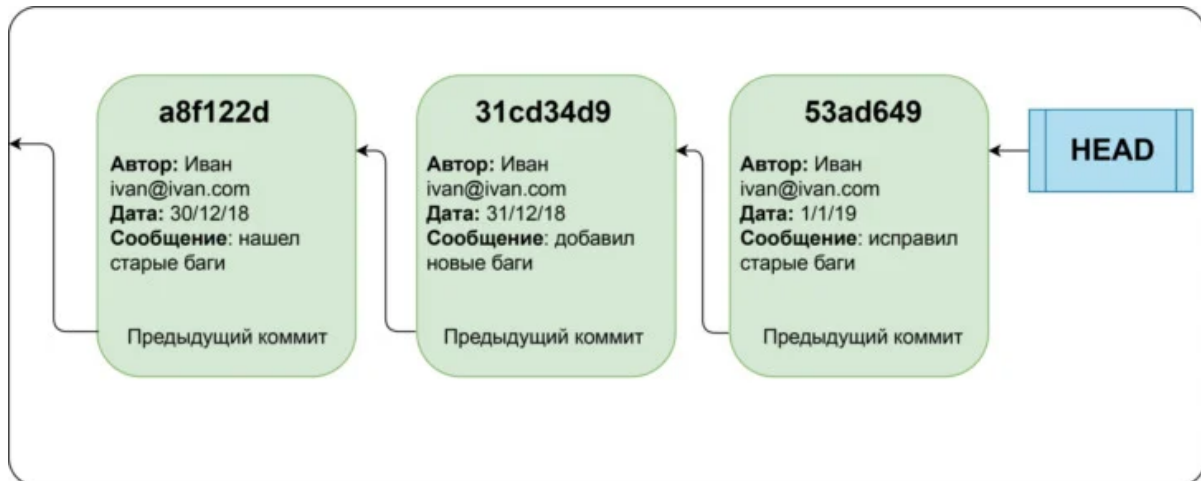 a8f122d
Автор: Иван
ivan@ivan.com
Дата: 30/12/18
Сообщение: нашел
старые баги
Предыдущий коммит
31cd34d9
Автор: Иван
ivan@ivan.com
Дата: 31/12/18
Сообщение: добавил
новые баги
Предыдущий коммит
53ad649
Автор: Иван
ivan@ivan.com
Дата: 1/1/19
Сообщение: исправил
старые баги
Предыдущий коммит
HEAD